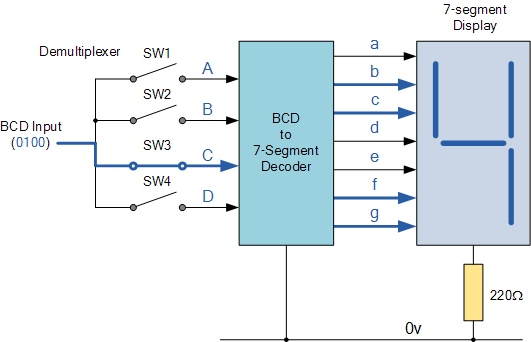 7-segment
Display
Demultiplexer
SW1
A
a
SW2
B
b
BCD Input
(0100)
SW3
C
c
SW4
D
d
BCD
to
7-Segment
Decoder
e
f
g
220Ω
0v